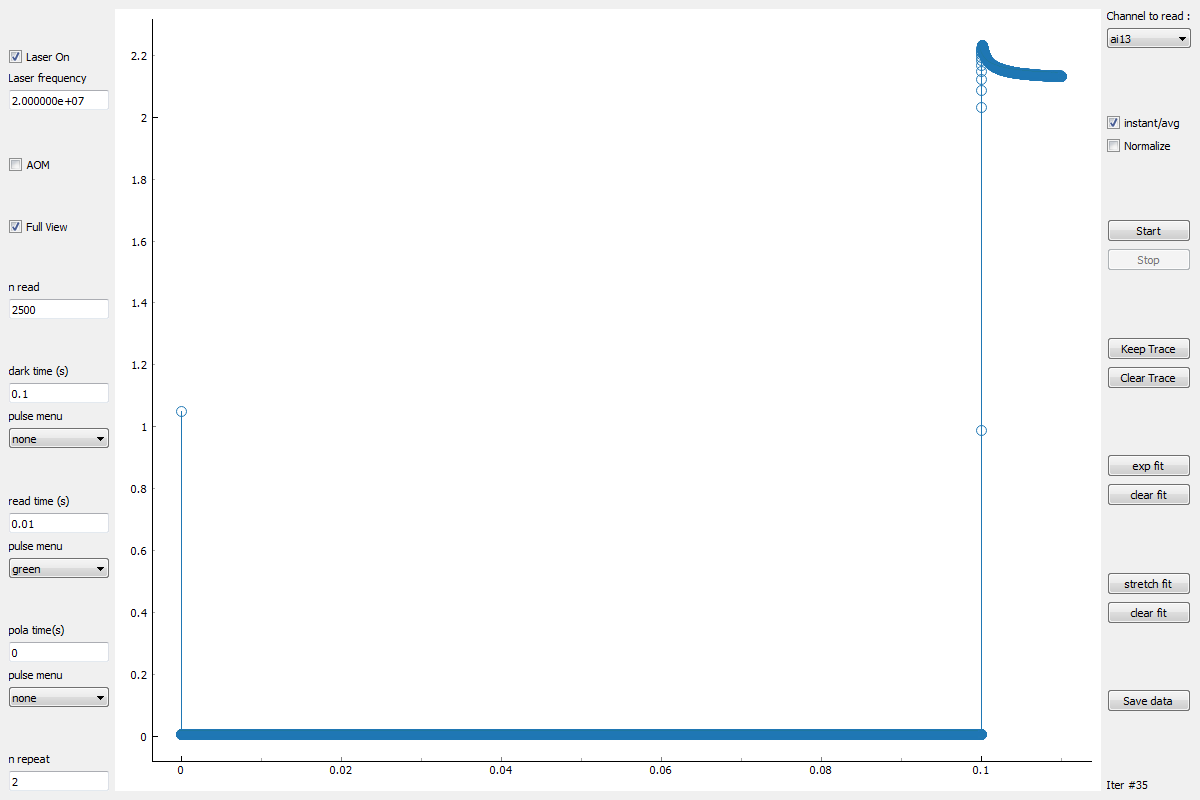 Laser On
Laser frequency
2.000000e+07
AOM
Full View
n read
2500
dark time (s)
0.1
pulse menu
none
read time (s)
0.01
pulse menu
green
pola time(s)
0
pulse menu
none
n repeat
2
2.2
2
1.8
1.6
1.4
1.2
1
0.8
0.6
0.4
0.2
0
0
0.02
0.04
0.06
0.08
0.1
Channel to read :
ai13
instant/avg
Normalize
Start
Stop
Keep Trace
Clear Trace
exp fit
clear fit
stretch fit
clear fit
Save data
Iter #35